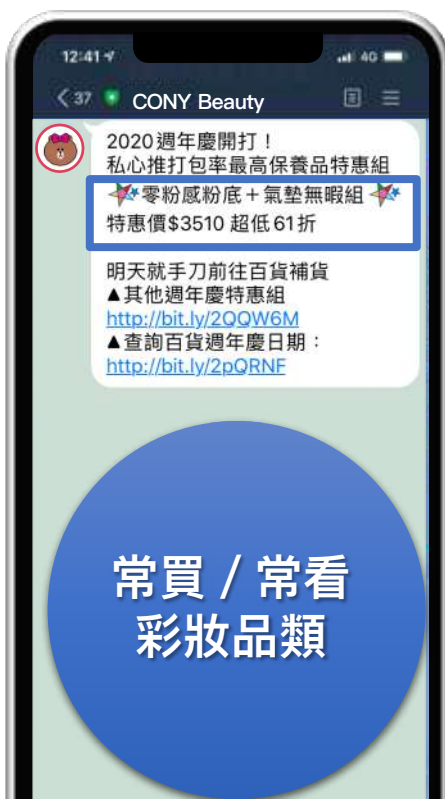 12:41
4G
37 CONY Beauty
2020週年慶開打！
私心推打包率最高保養品特惠組
零粉感粉底＋氣墊無暇組
特惠價$3510 超低61折
明天就手刀前往百貨補貨
▲其他週年慶特惠組
http://bit.ly/2QQW6M
▲查詢百貨週年慶日期：
http://bit.ly/2pQRNF
常買 / 常看
彩妝品類